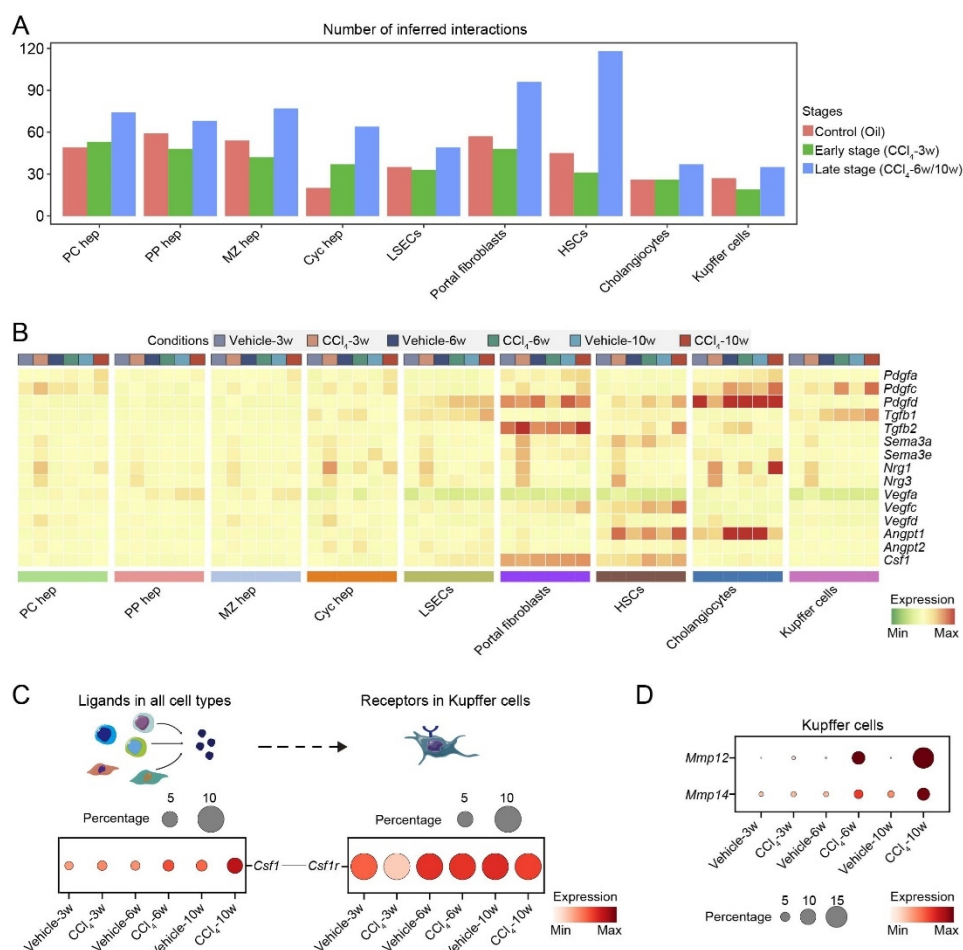 A
Number of inferred interactions
120
90
60
30
0
PC hep
PP hep
MZ hep
Cyc hep
LSECs
Portal fibroblasts
HSCs
Cholangiocytes
Kupffer cells
Stages
Control (Oil)
Early stage (CCl₄-3w)
Late stage (CCl₄-6w/10w)
B
Conditions Vehicle-3w CCl₄-3w Vehicle-6w CCl₄-6w Vehicle-10w CCl₄-10w
Pdgfa
Pdgfc
Pdgfd
Tgfb1
Tgfb2
Sema3a
Sema3e
Nrg1
Nrg3
Vegfa
Vegfc
Vegfd
Angpt1
Angpt2
Csf1
PC hep
PP hep
MZ hep
Cyc hep
LSECs
Portal fibroblasts
HSCs
Cholangiocytes
Kupffer cells
Expression
Min Max
C
Ligands in all cell types
Receptors in Kupffer cells
Percentage 5 10
Percentage 5 10
Csf1 Csf1r
Vehicle-3w
CCl₄-3w
Vehicle-6w
CCl₄-6w
Vehicle-10w
CCl₄-10w
Vehicle-3w
CCl₄-3w
Vehicle-6w
CCl₄-6w
Vehicle-10w
CCl₄-10w
Expression
Min Max
D
Kupffer cells
Mmp12
Mmp14
Vehicle-3w
CCl₄-3w
Vehicle-6w
CCl₄-6w
Vehicle-10w
CCl₄-10w
Percentage 5 10 15
Expression
Min Max